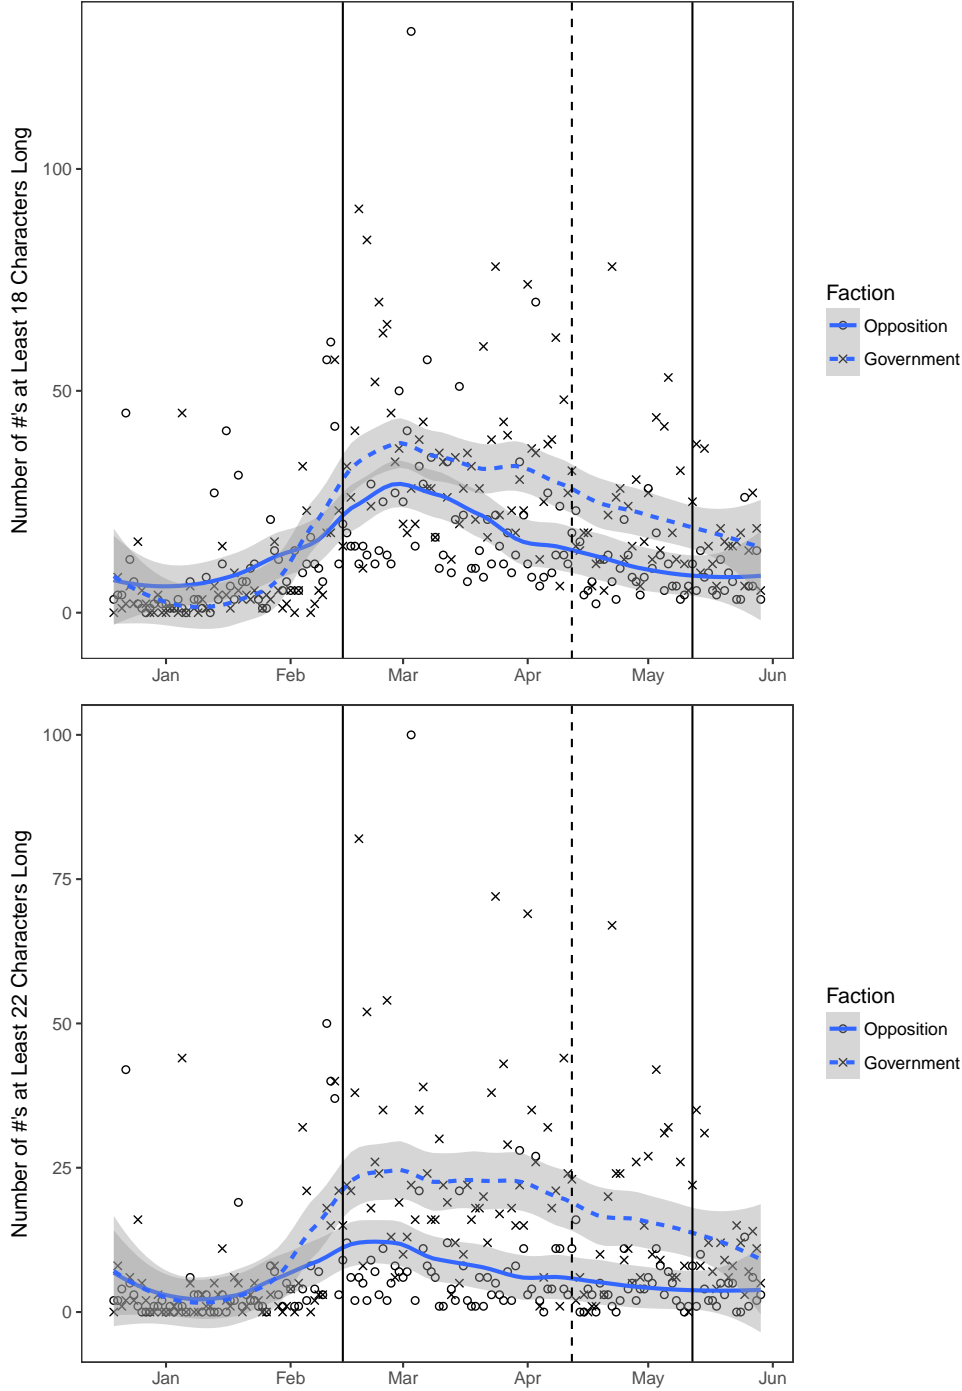 Number of #'s at Least 18 Characters Long
100
50
0
Jan Feb Mar Apr May Jun
Faction
Opposition
Government
Number of #'s at Least 22 Characters Long
100
75
50
25
0
Jan Feb Mar Apr May Jun
Faction
Opposition
Government